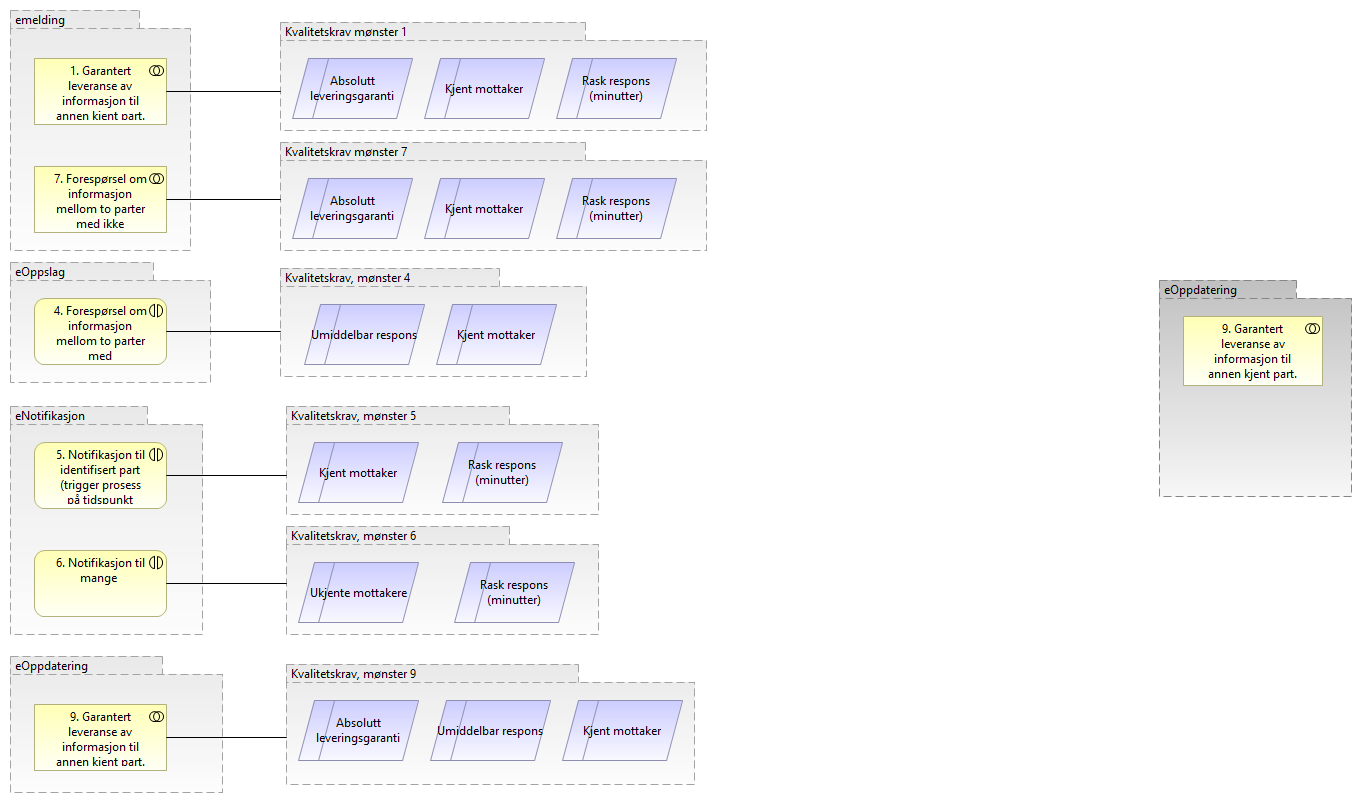 emelding
1. Garantert
leveranse av
informasjon til
annen kjent part.
7. Forespørsel om
informasjon
mellom to parter
med ikke
Kvalitetskrav mønster 1
Absolutt
leveringsgaranti
Kjent mottaker
Rask respons
(minutter)
Kvalitetskrav mønster 7
Absolutt
leveringsgaranti
Kjent mottaker
Rask respons
(minutter)
eOppslag
4. Forespørsel om
informasjon
mellom to parter
med
Kvalitetskrav, mønster 4
Umiddelbar respons
Kjent mottaker
eNotifikasjon
5. Notifikasjon til
identifisert part
(trigger prosess
på tidspunkt
6. Notifikasjon til
mange
Kvalitetskrav, mønster 5
Kjent mottaker
Rask respons
(minutter)
Kvalitetskrav, mønster 6
Ukjente mottakere
Rask respons
(minutter)
eOppdatering
9. Garantert
leveranse av
informasjon til
annen kjent part.
Kvalitetskrav, mønster 9
Absolutt
leveringsgaranti
Umiddelbar respons
Kjent mottaker
eOppdatering
9. Garantert
leveranse av
informasjon til
annen kjent part.